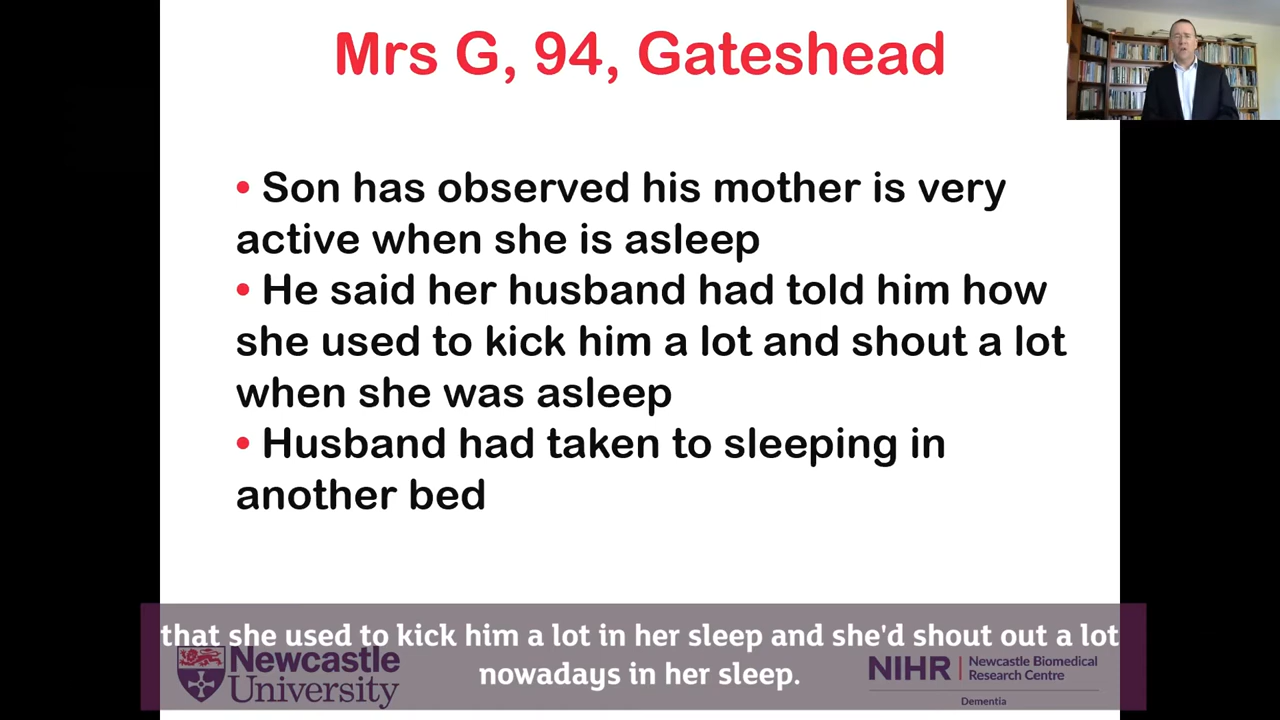 Mrs G, 94, Gateshead
• Son has observed his mother is very
active when she is asleep
• He said her husband had told him how
she used to kick him a lot and shout a lot
when she was asleep
• Husband had taken to sleeping in
another bed
that she used to kick him a lot in her sleep and she'd shout out a lot
nowadays in her sleep.
Newcastle
University
NIHR | Newcastle Biomedical
Research Centre
Dementia